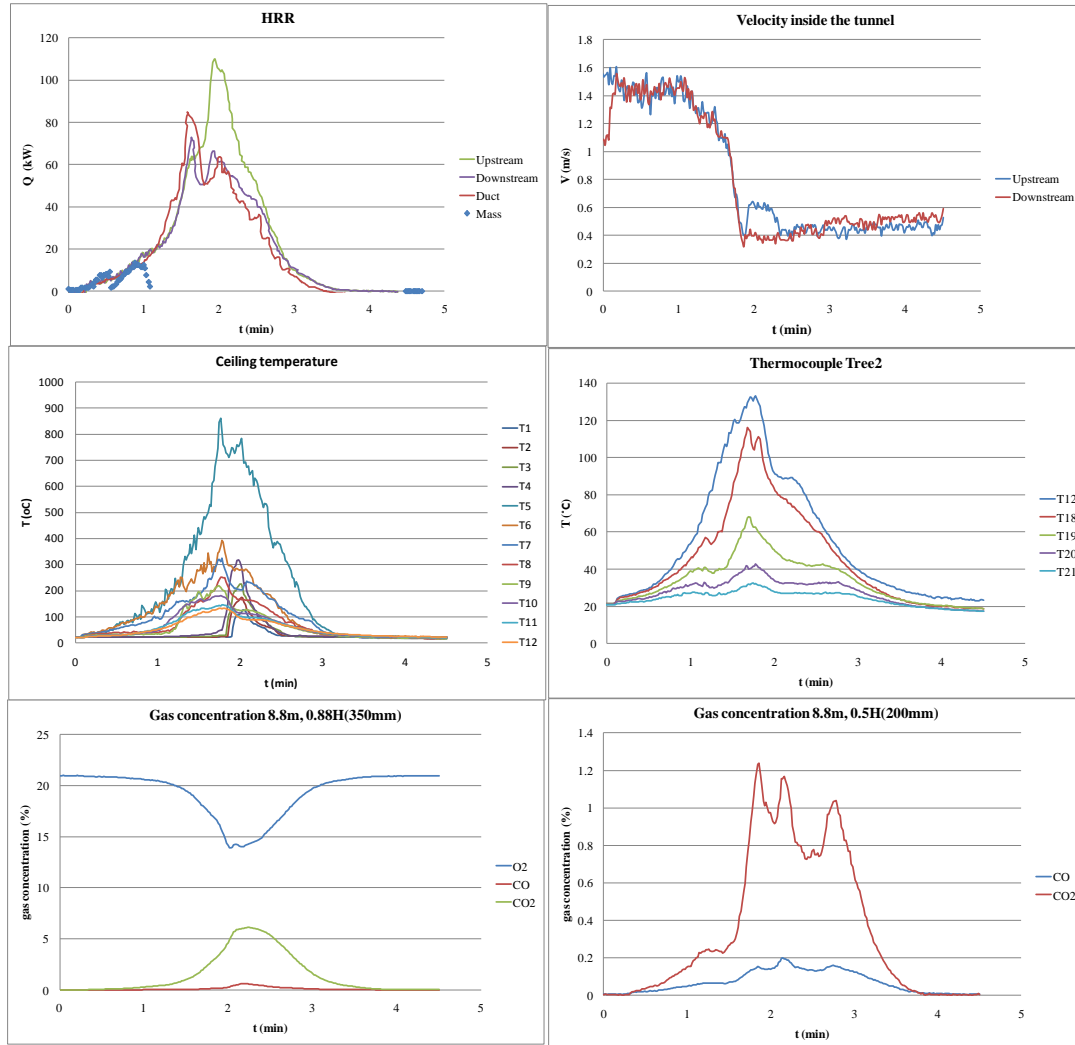 HRR
120
100
80
60
40
20
0
Q (kW)
0 1 2 3 4 5
t (min)
Upstream
Downstream
Duct
Mass
Velocity inside the tunnel
1.8
1.6
1.4
1.2
1
0.8
0.6
0.4
0.2
0
V (m/s)
0 1 2 3 4 5
t (min)
Upstream
Downstream
Ceiling temperature
1000
900
800
700
600
500
400
300
200
100
0
T (oC)
0 1 2 3 4 5
t (min)
T1
T2
T3
T4
T5
T6
T7
T8
T9
T10
T11
T12
Thermocouple Tree2
140
120
100
80
60
40
20
0
T (°C)
0 1 2 3 4 5
t (min)
T12
T18
T19
T20
T21
Gas concentration 8.8m, 0.88H(350mm)
25
20
15
10
5
0
gas concentration (%)
0 1 2 3 4 5
t (min)
O2
CO
CO2
Gas concentration 8.8m, 0.5H(200mm)
1.4
1.2
1
0.8
0.6
0.4
0.2
0
gas concentration (%)
0 1 2 3 4 5
t (min)
CO
CO2